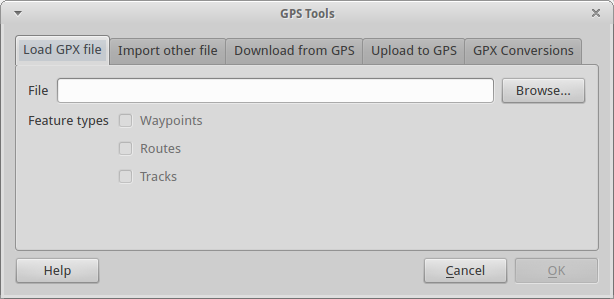 GPS Tools
Load GPX file Import other file Download from GPS Upload to GPS GPX Conversions
File Browse...
Feature types Waypoints
Routes
Tracks
Help Cancel OK